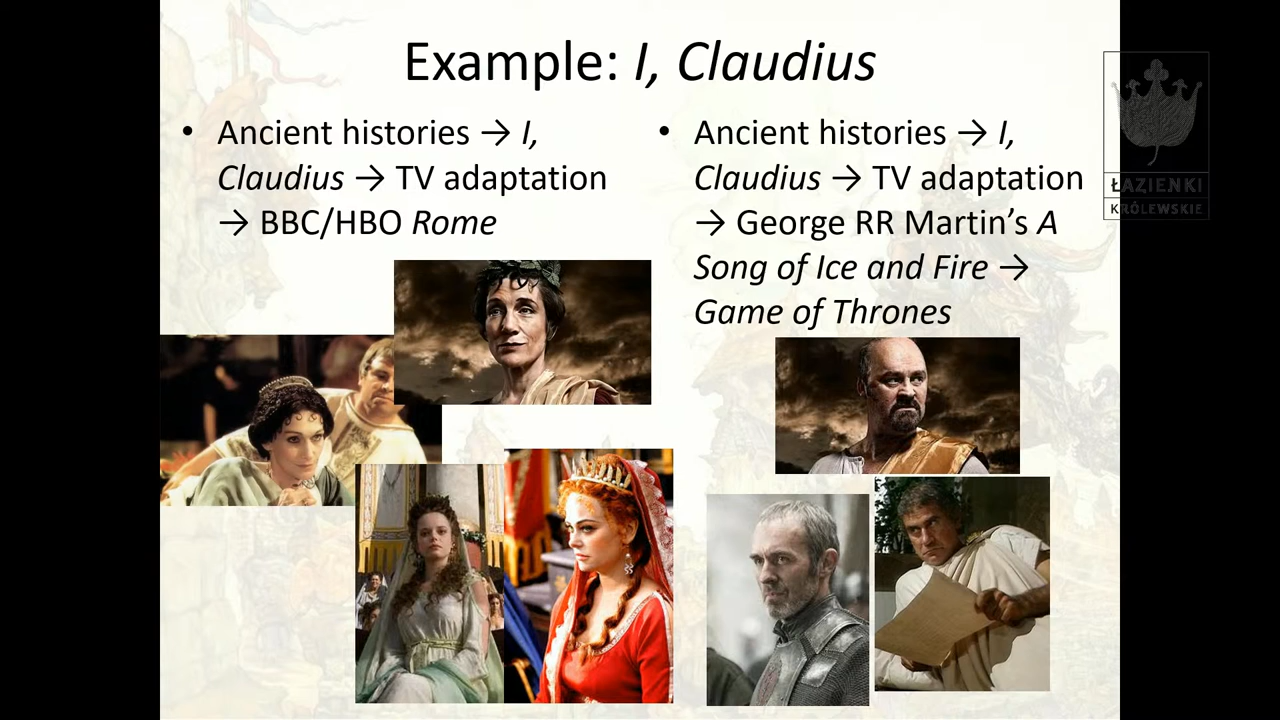 Example: I, Claudius
• Ancient histories → I,
Claudius → TV adaptation
→ BBC/HBO Rome
• Ancient histories → I,
Claudius → TV adaptation
→ George RR Martin’s A
Song of Ice and Fire →
Game of Thrones
ŁAZIENKI
KRÓLEWSKIE